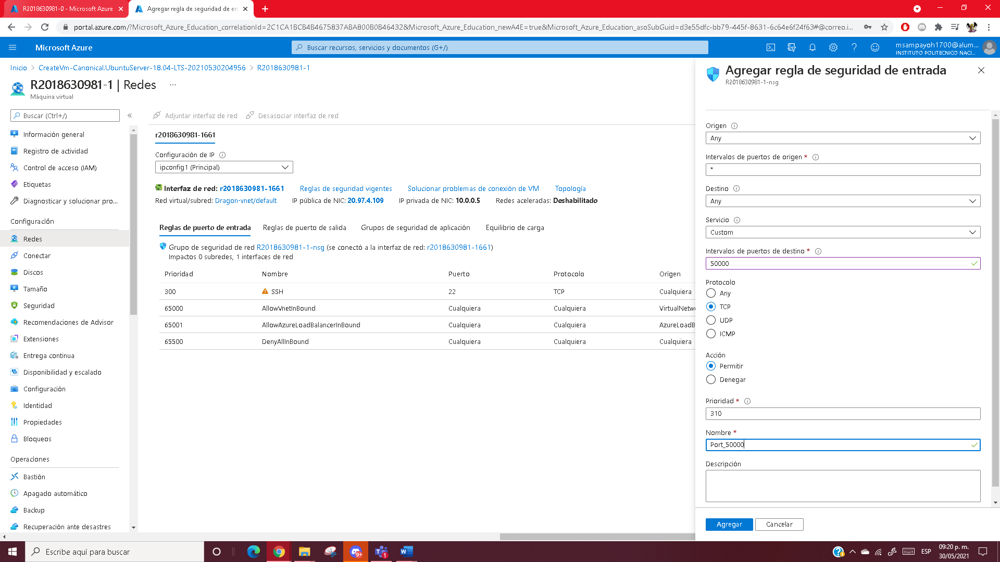 R2018630981-0 - Microsoft Azure
Agregar regla de seguridad de en
portal.azure.com/?Microsoft_Azure_Education_correlationId=2C1CA1BCB4B4675837ABA800B0B46432&Microsoft_Azure_Education_newA4E=true&Microsoft_Azure_Education_asoSubGuid=d3e55dfc-bb79-445f-8631-6c64e6f24f63#@correo.i...
Microsoft Azure
Buscar recursos, servicios y documentos (G+/)
msampayoh1700@alum...
INSTITUTO POLITECNICO NACI...
Inicio > CreateVm-Canonical.UbuntuServer-18.04-LTS-20210530204956 > R2018630981-1
R2018630981-1 | Redes ...
Máquina virtual
Buscar (Ctrl+/)
Información general
Registro de actividad
Control de acceso (IAM)
Etiquetas
Diagnosticar y solucionar pro...
Configuración
Redes
Conectar
Discos
Tamaño
Seguridad
Recomendaciones de Advisor
Extensiones
Entrega continua
Disponibilidad y escalado
Configuración
Identidad
Propiedades
Bloqueos
Operaciones
Bastión
Apagado automático
Backup
Recuperación ante desastres
Adjuntar interfaz de red
Desasociar interfaz de red
r2018630981-1661
Configuración de IP
ipconfig1 (Principal)
Interfaz de red: r2018630981-1661 Reglas de seguridad vigentes Solucionar problemas de conexión de VM Topología
Red virtual/subred: Dragon-vnet/default IP pública de NIC: 20.97.4.109 IP privada de NIC: 10.0.0.5 Redes aceleradas: Deshabilitado
Reglas de puerto de entrada Reglas de puerto de salida Grupos de seguridad de aplicación Equilibrio de carga
Grupo de seguridad de red R2018630981-1-nsg (se conectó a la interfaz de red: r2018630981-1661)
Impactos 0 subredes, 1 interfaces de red
Prioridad Nombre Puerto Protocolo Origen
300 SSH 22 TCP Cualquiera
65000 AllowVnetInBound Cualquiera Cualquiera VirtualNetw
65001 AllowAzureLoadBalancerInBound Cualquiera Cualquiera AzureLoadB
65500 DenyAllInBound Cualquiera Cualquiera Cualquiera
Agregar regla de seguridad de entrada
R2018630981-1-nsg
Origen
Any
Intervalos de puertos de origen *
*
Destino
Any
Servicio
Custom
Intervalos de puertos de destino *
50000
Protocolo
Any
TCP
UDP
ICMP
Acción
Permitir
Denegar
Prioridad *
310
Nombre *
Port_50000
Descripción
Agregar
Cancelar
Escribe aquí para buscar
9+
1
ESP
09:20 p. m.
30/05/2021